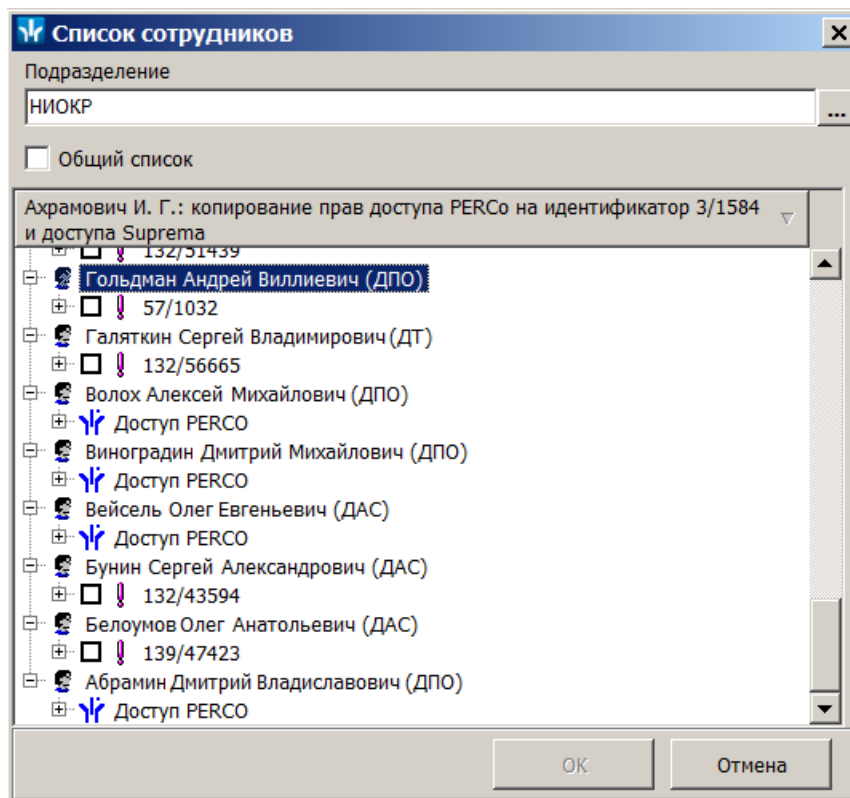 Список сотрудников
Подразделение
НИОКР
...
Общий список
Ахрамович И. Г.: копирование прав доступа PERCo на идентификатор 3/1584
и доступа Suprema
132/51439
Гольдман Андрей Виллиевич (ДПО)
57/1032
Галяткин Сергей Владимирович (ДТ)
132/56665
Волох Алексей Михайлович (ДПО)
Доступ PERCO
Виноградин Дмитрий Михайлович (ДПО)
Доступ PERCO
Вейсель Олег Евгеньевич (ДАС)
Доступ PERCO
Бунин Сергей Александрович (ДАС)
132/43594
Белоумов Олег Анатольевич (ДАС)
139/47423
Абрамин Дмитрий Владиславович (ДПО)
Доступ PERCO
ОК
Отмена